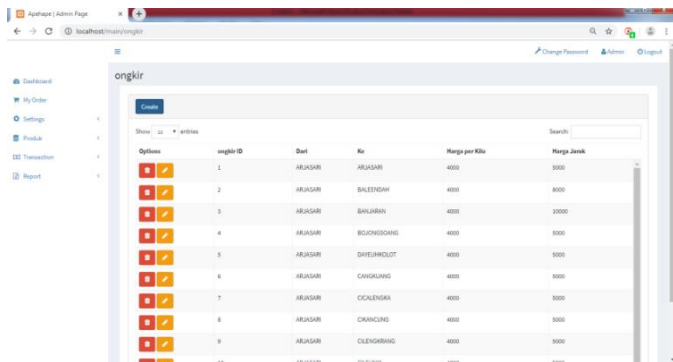 Apehape | Admin Page
localhost/main/ongkir
Change Password Admin Logout
ongkir
Dashboard
My Order
Settings
Produk
Transaction
Report
Create
Show 10 entries Search:
Options ongkir ID Dari Ke Harga per Kilo Harga Jarak
1 ARJASARI ARJASARI 4000 5000
2 ARJASARI BALEENDAH 4000 8000
3 ARJASARI BANJARAN 4000 10000
4 ARJASARI BOJONGSOANG 4000 5000
5 ARJASARI DAYEUHKOLOT 4000 5000
6 ARJASARI CANGKUANG 4000 5000
7 ARJASARI CICALENGKA 4000 5000
8 ARJASARI CIKANCUNG 4000 5000
9 ARJASARI CILENGKRANG 4000 5000